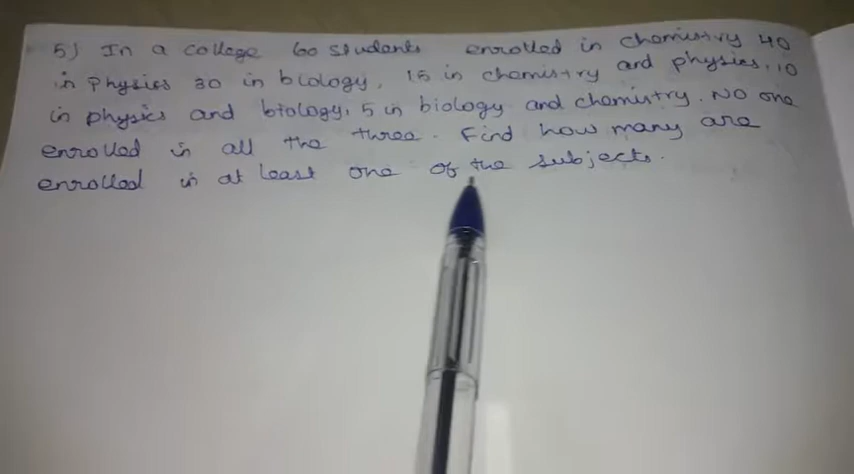 5) In a college 60 students enrolled in chemistry 40
in physics 30 in biology, 15 in chemistry and physics, 10
in physics and biology, 5 in biology and chemistry. No one
enrolled in all the three. Find how many are
enrolled in at least one of the subjects.